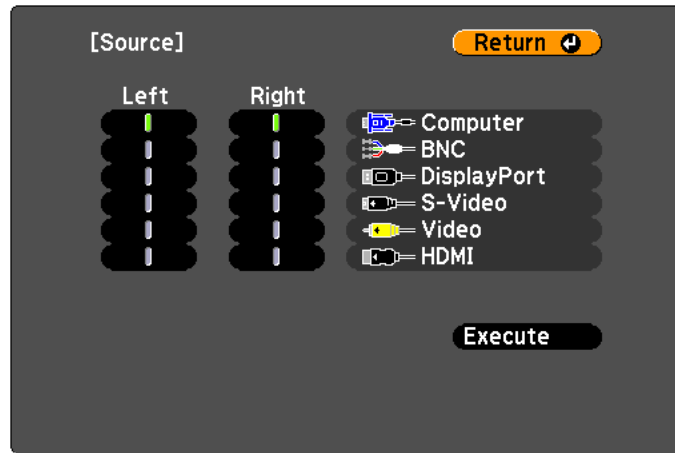 [Source]
Return
Left Right
Computer
BNC
DisplayPort
S-Video
Video
HDMI
Execute